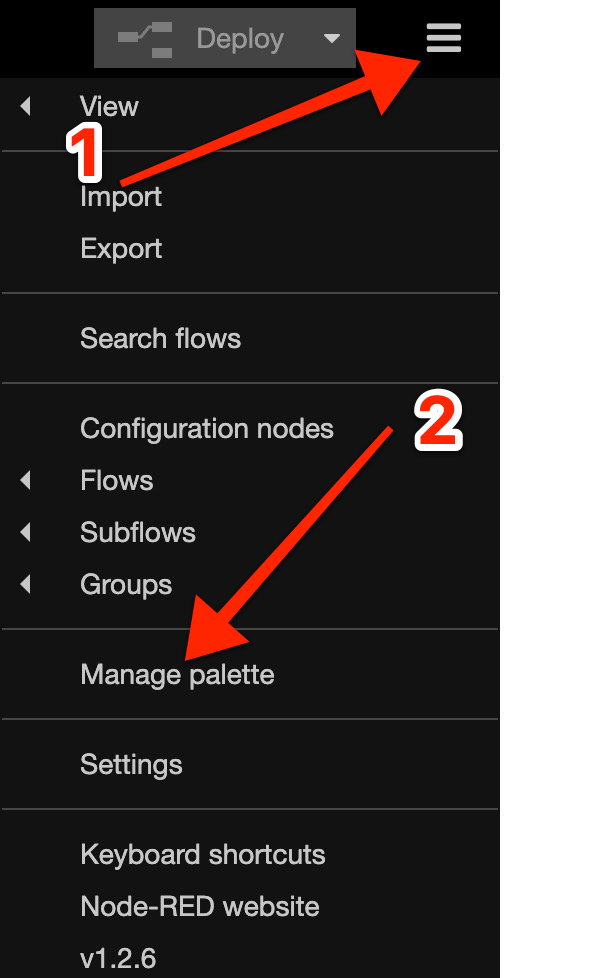 Deploy
View
1
Import
Export
Search flows
2
Configuration nodes
Flows
Subflows
Groups
Manage palette
Settings
Keyboard shortcuts
Node-RED website
v1.2.6